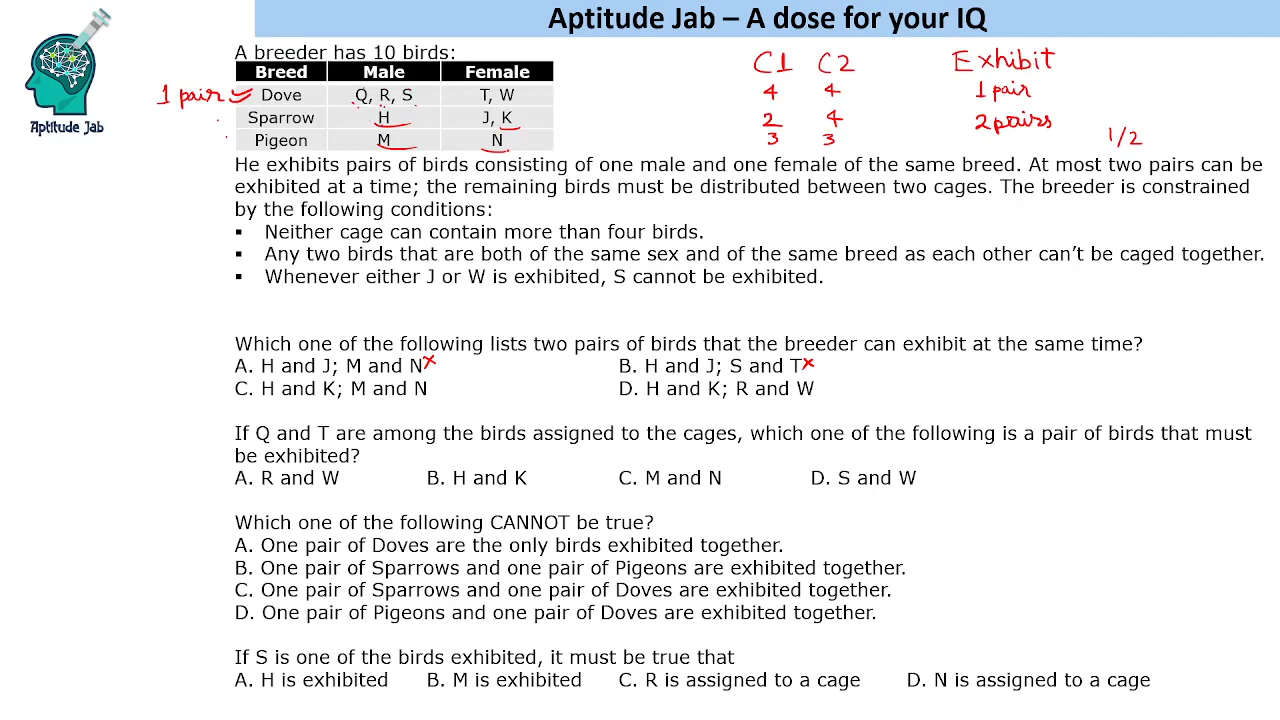 Aptitude Jab – A dose for your IQ
Aptitude Jab
A breeder has 10 birds:
Breed Male Female
1 pair Dove Q, R, S T, W
Sparrow H J, K
Pigeon M N
C1 C2 Exhibit
4 4 1 pair
2 4 2 pairs
3 3
1/2
He exhibits pairs of birds consisting of one male and one female of the same breed. At most two pairs can be
exhibited at a time; the remaining birds must be distributed between two cages. The breeder is constrained
by the following conditions:
▪ Neither cage can contain more than four birds.
▪ Any two birds that are both of the same sex and of the same breed as each other can’t be caged together.
▪ Whenever either J or W is exhibited, S cannot be exhibited.
Which one of the following lists two pairs of birds that the breeder can exhibit at the same time?
A. H and J; M and N x B. H and J; S and T x
C. H and K; M and N D. H and K; R and W
If Q and T are among the birds assigned to the cages, which one of the following is a pair of birds that must
be exhibited?
A. R and W B. H and K C. M and N D. S and W
Which one of the following CANNOT be true?
A. One pair of Doves are the only birds exhibited together.
B. One pair of Sparrows and one pair of Pigeons are exhibited together.
C. One pair of Sparrows and one pair of Doves are exhibited together.
D. One pair of Pigeons and one pair of Doves are exhibited together.
If S is one of the birds exhibited, it must be true that
A. H is exhibited B. M is exhibited C. R is assigned to a cage D. N is assigned to a cage